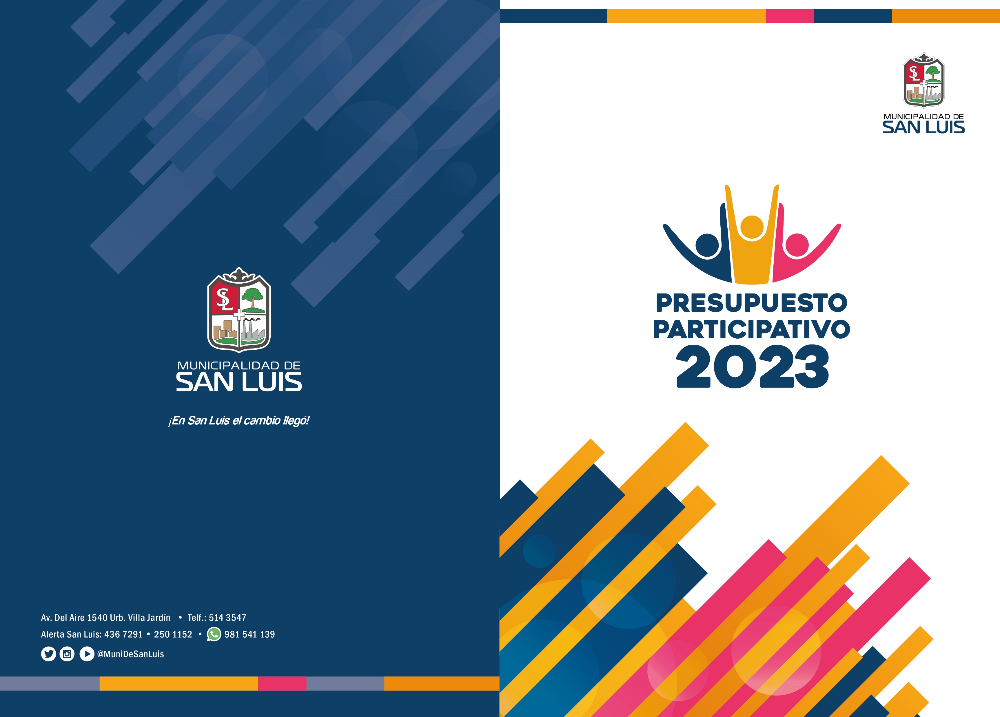 SL
MUNICIPALIDAD DE
SAN LUIS
¡En San Luis el cambio llegó!
Av. Del Aire 1540 Urb. Villa Jardín • Telf.: 514 3547
Alerta San Luis: 436 7291 • 250 1152 • 981 541 139
@MuniDeSanLuis
SL
MUNICIPALIDAD DE
SAN LUIS
PRESUPUESTO
PARTICIPATIVO
2023